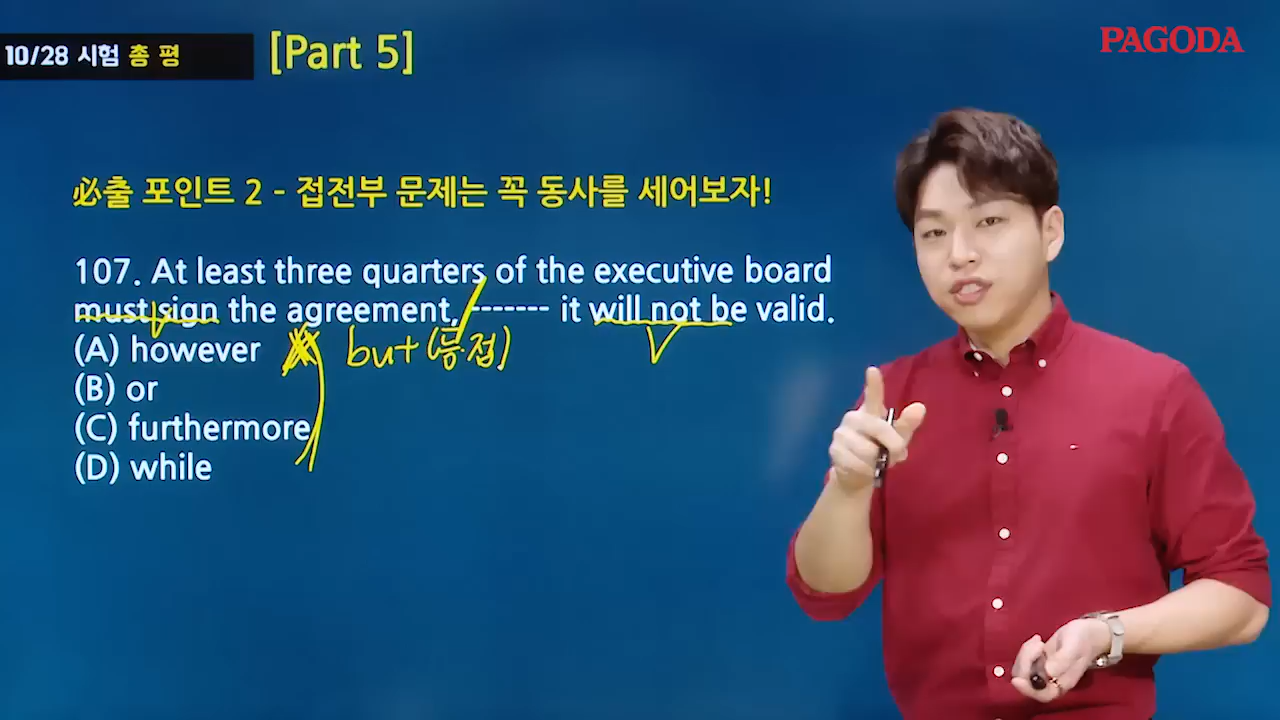 10/28 시험 총 평
[Part 5]
PAGODA
必출 포인트 2 - 접전부 문제는 꼭 동사를 세어보자!
107. At least three quarters of the executive board
must sign the agreement, ------- it will not be valid.
(A) however
but (등·접)
(B) or
(C) furthermore
(D) while